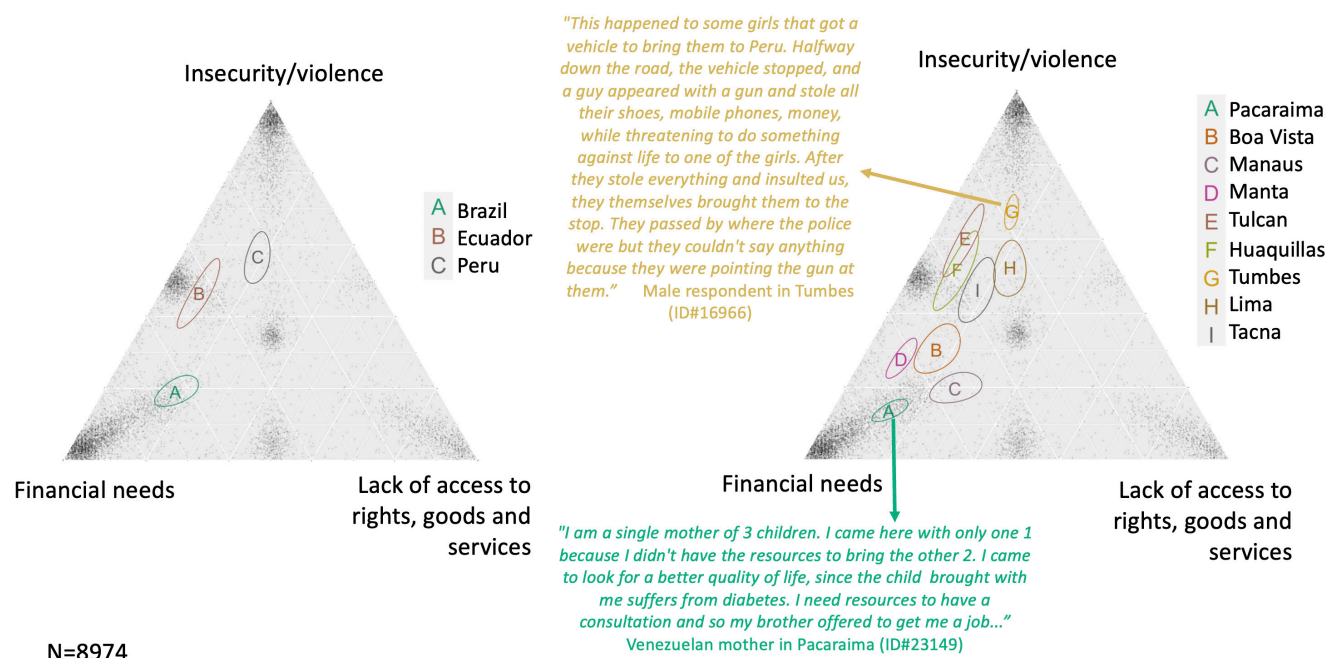 Insecurity/violence
A Brazil
B Ecuador
C Peru
B
C
A
Financial needs
Lack of access to
rights, goods and
services
N=8974
"This happened to some girls that got a
vehicle to bring them to Peru. Halfway
down the road, the vehicle stopped, and
a guy appeared with a gun and stole all
their shoes, mobile phones, money,
while threatening to do something
against life to one of the girls. After
they stole everything and insulted us,
they themselves brought them to the
stop. They passed by where the police
were but they couldn't say anything
because they were pointing the gun at
them.” Male respondent in Tumbes
(ID#16966)
Insecurity/violence
A Pacaraima
B Boa Vista
C Manaus
D Manta
E Tulcan
F Huaquillas
G Tumbes
H Lima
I Tacna
G
E
F
H
I
D
B
C
A
Financial needs
Lack of access to
rights, goods and
services
"I am a single mother of 3 children. I came here with only one 1
because I didn't have the resources to bring the other 2. I came
to look for a better quality of life, since the child brought with
me suffers from diabetes. I need resources to have a
consultation and so my brother offered to get me a job...”
Venezuelan mother in Pacaraima (ID#23149)